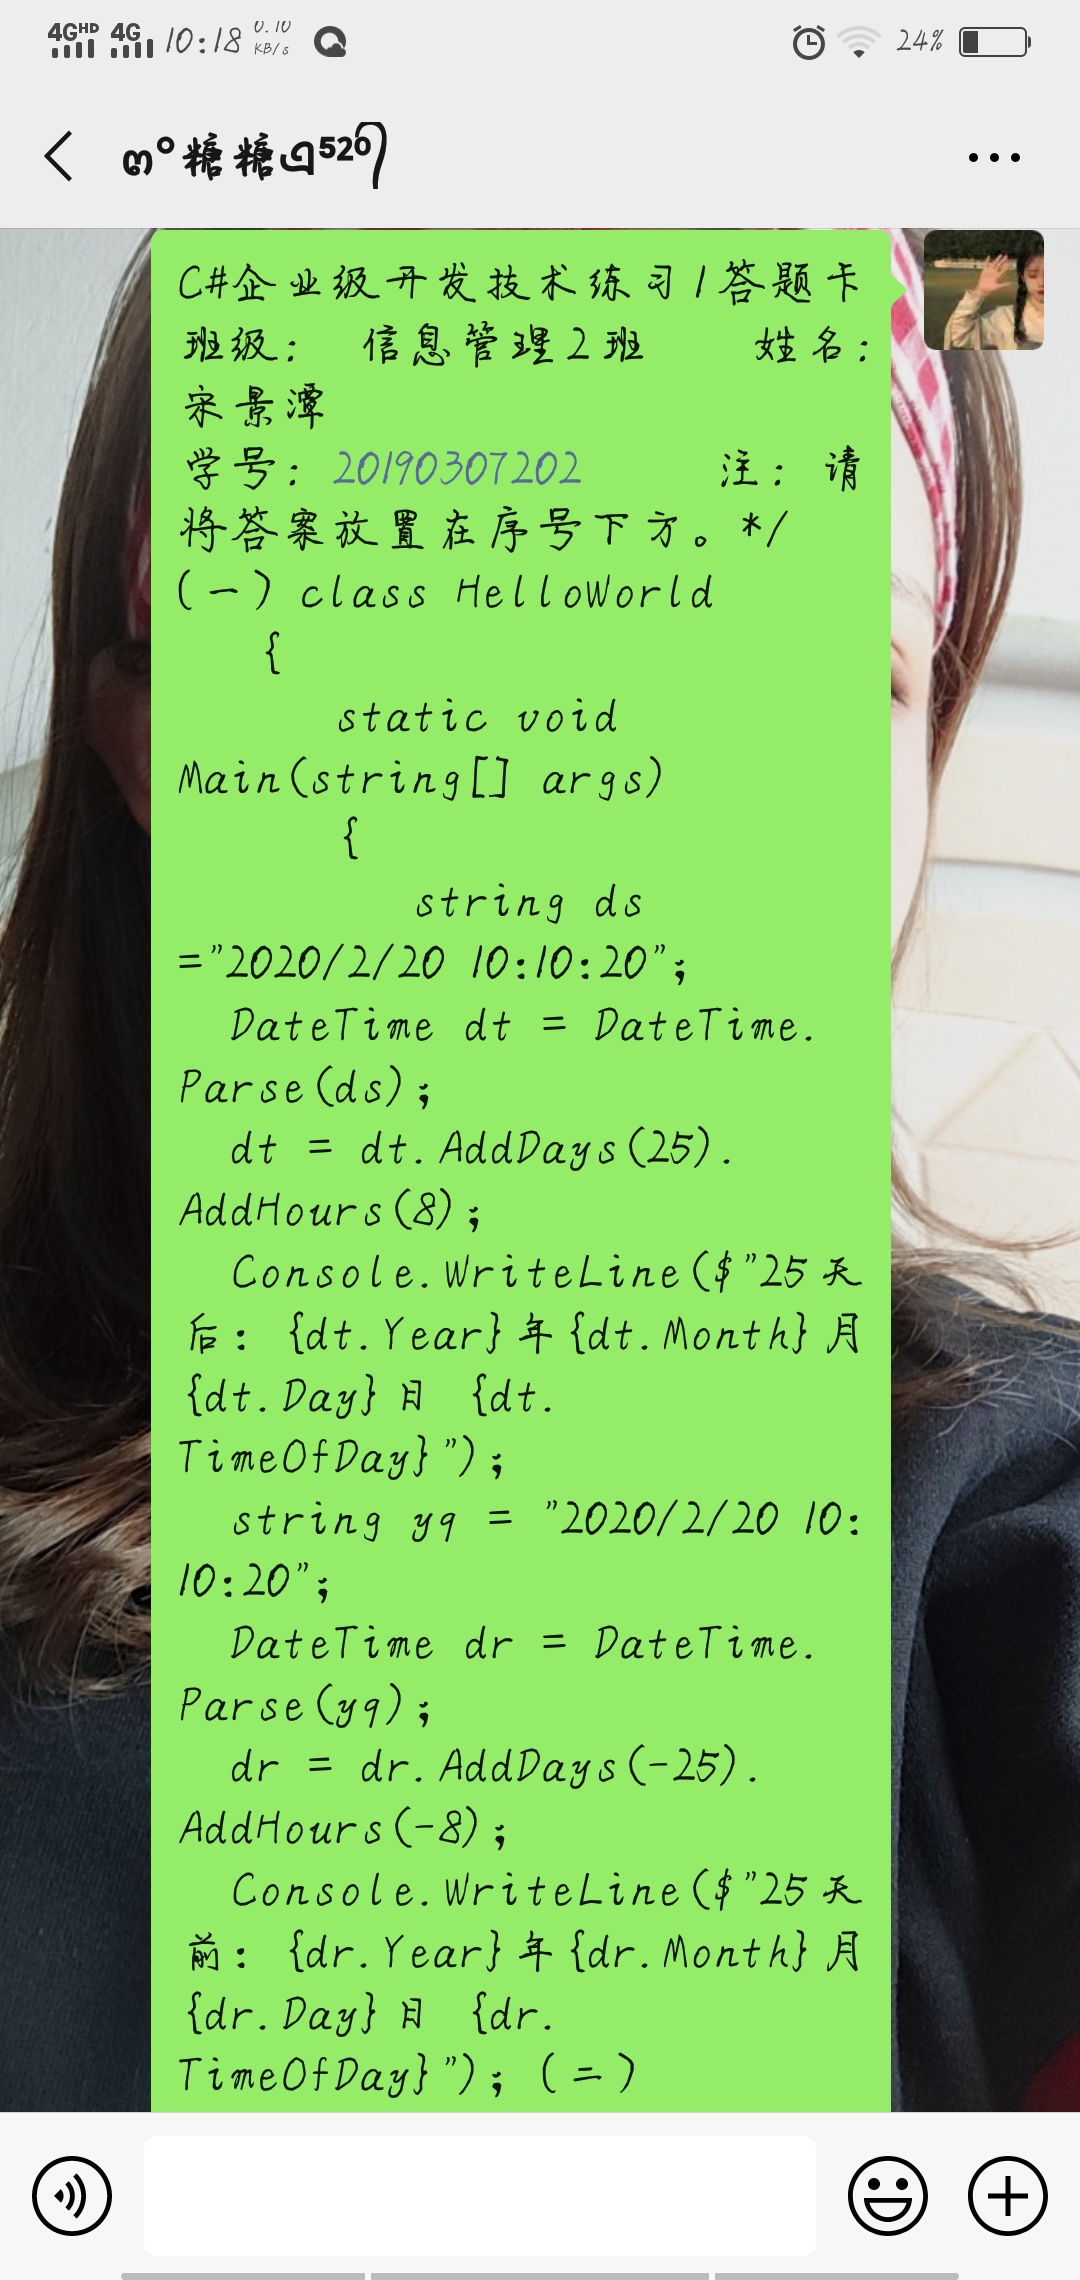 4GHD 4G 10:18 0.10 KB/s 24%
m°糖糖এ⁵²⁰᭄
C#企业级开发技术练习1答题卡
班级： 信息管理2班 姓名：
宋景潭
学号：20190307202 注：请
将答案放置在序号下方。*/
(一) class HelloWorld
{
static void
Main(string[] args)
{
string ds
="2020/2/20 10:10:20";
DateTime dt = DateTime.
Parse(ds);
dt = dt.AddDays(25).
AddHours(8);
Console.WriteLine($"25天
后：{dt.Year}年{dt.Month}月
{dt.Day}日 {dt.
TimeOfDay}");
string yq = "2020/2/20 10:
10:20";
DateTime dr = DateTime.
Parse(yq);
dr = dr.AddDays(-25).
AddHours(-8);
Console.WriteLine($"25天
前：{dr.Year}年{dr.Month}月
{dr.Day}日 {dr.
TimeOfDay}");(二)